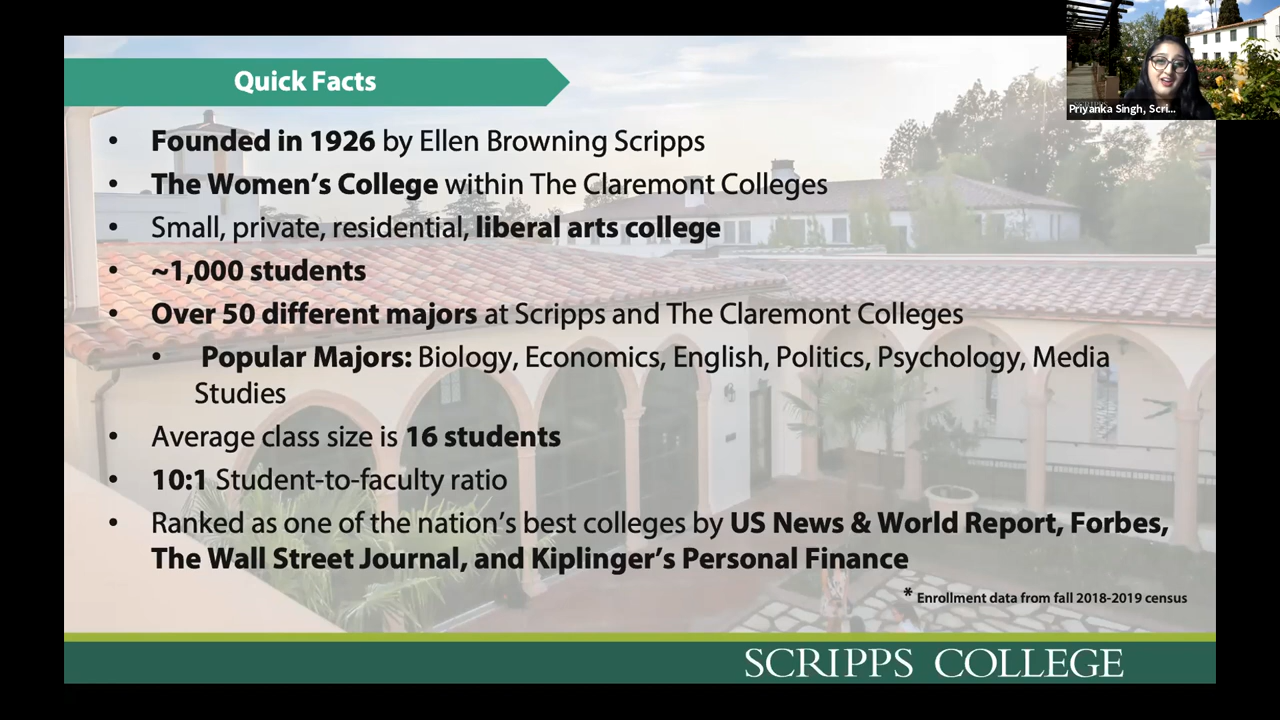 Quick Facts
Priyanka Singh, Scri...
• Founded in 1926 by Ellen Browning Scripps
• The Women’s College within The Claremont Colleges
• Small, private, residential, liberal arts college
• ~1,000 students
• Over 50 different majors at Scripps and The Claremont Colleges
• Popular Majors: Biology, Economics, English, Politics, Psychology, Media
Studies
• Average class size is 16 students
• 10:1 Student-to-faculty ratio
• Ranked as one of the nation’s best colleges by US News & World Report, Forbes,
The Wall Street Journal, and Kiplinger’s Personal Finance
* Enrollment data from fall 2018-2019 census
SCRIPPS COLLEGE